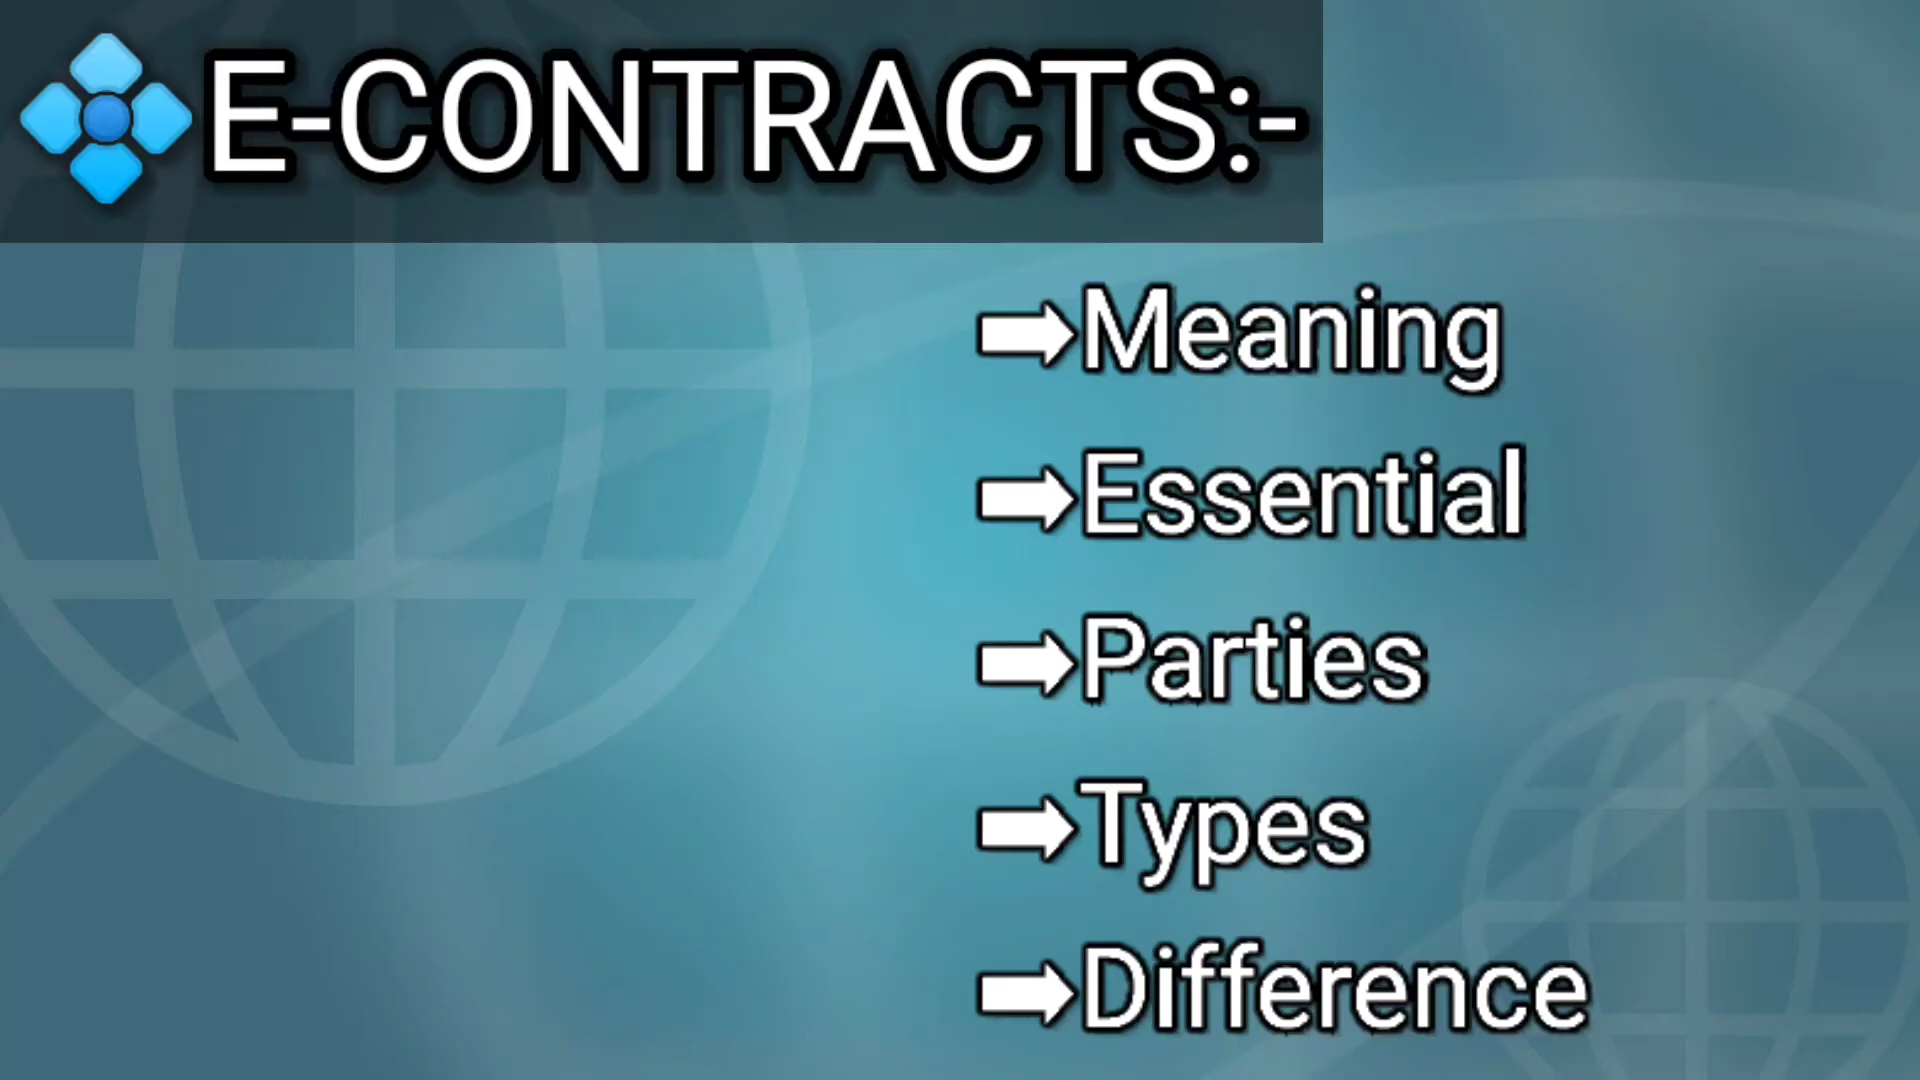 E-CONTRACTS:-
➡Meaning
➡Essential
➡Parties
➡Types
➡Difference